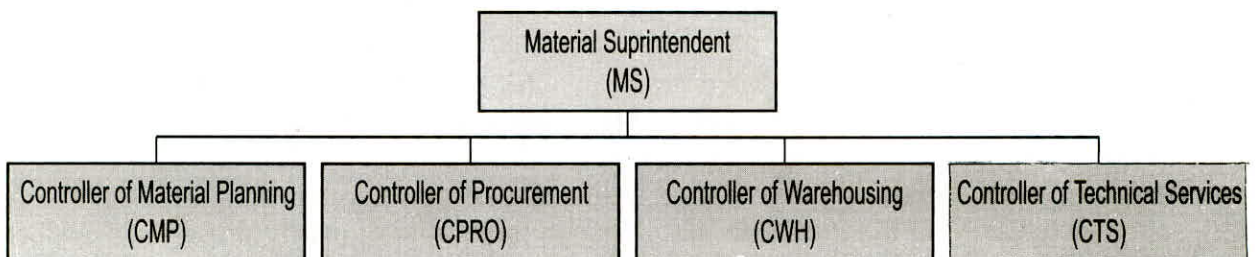 Material Suprintendent
(MS)
Controller of Material Planning
(CMP)
Controller of Procurement
(CPRO)
Controller of Warehousing
(CWH)
Controller of Technical Services
(CTS)